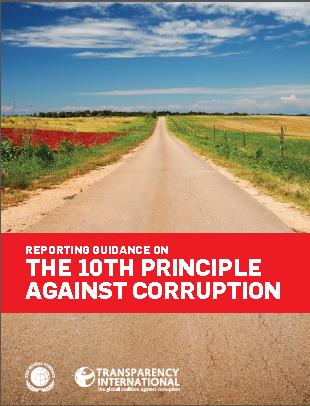 REPORTING GUIDANCE ON
THE 10TH PRINCIPLE
AGAINST CORRUPTION
TRANSPARENCY
INTERNATIONAL
the global coalition against corruption